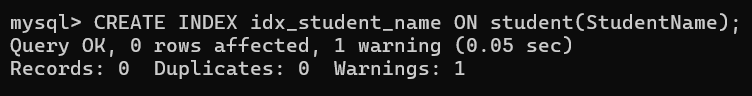 mysql> CREATE INDEX idx_student_name ON student(StudentName);
Query OK, 0 rows affected, 1 warning (0.05 sec)
Records: 0  Duplicates: 0  Warnings: 1